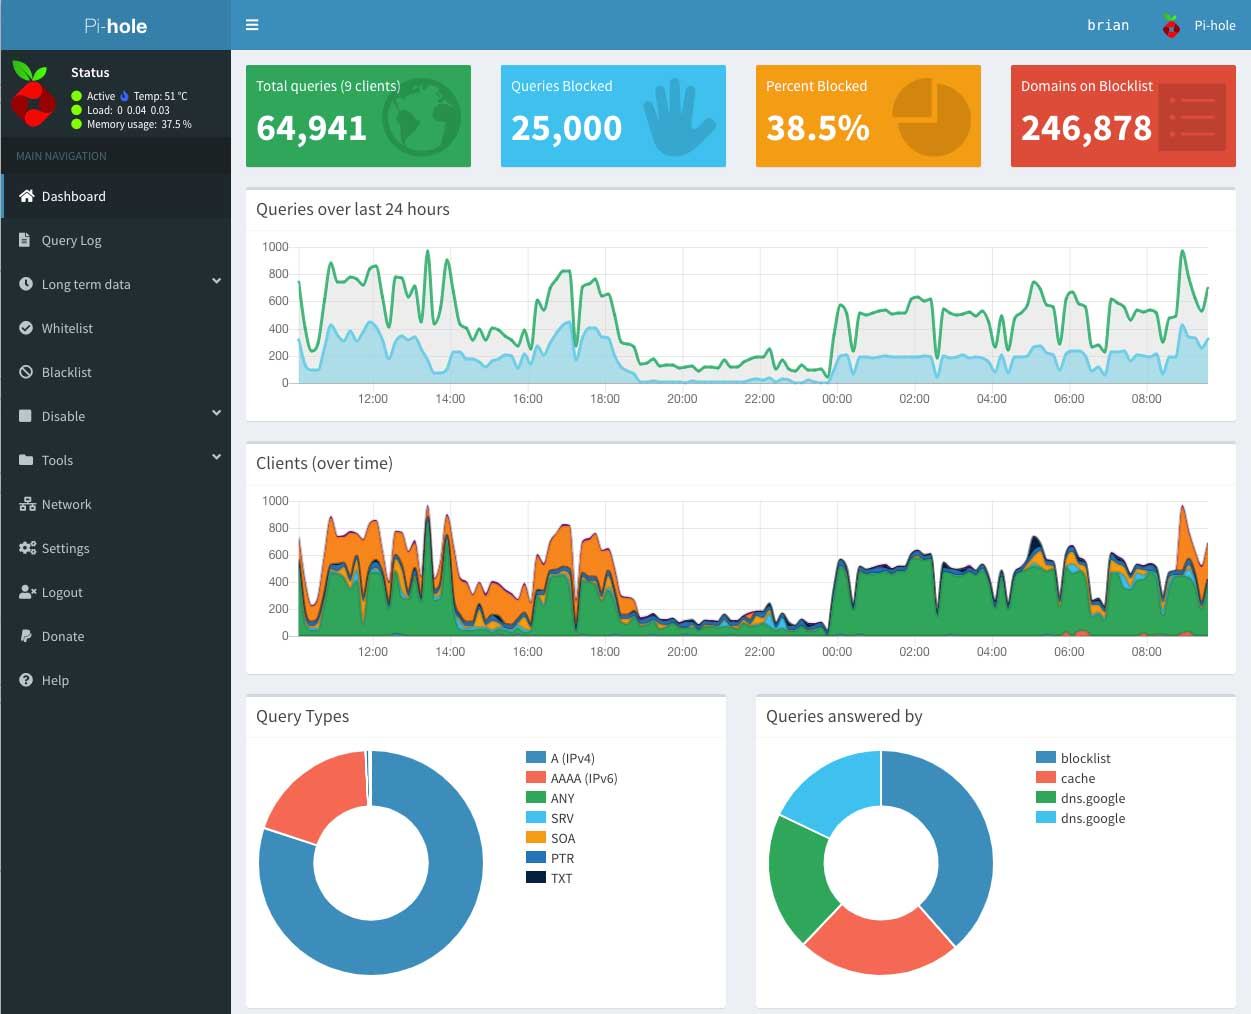 Pi-hole
brian
Pi-hole
Status
Active Temp: 51 °C
Load: 0 0.04 0.03
Memory usage: 37.5 %
MAIN NAVIGATION
Dashboard
Query Log
Long term data
Whitelist
Blacklist
Disable
Tools
Network
Settings
Logout
Donate
Help
Total queries (9 clients)
64,941
Queries Blocked
25,000
Percent Blocked
38.5%
Domains on Blocklist
246,878
Queries over last 24 hours
1000
800
600
400
200
0
12:00 14:00 16:00 18:00 20:00 22:00 00:00 02:00 04:00 06:00 08:00
Clients (over time)
1000
800
600
400
200
0
12:00 14:00 16:00 18:00 20:00 22:00 00:00 02:00 04:00 06:00 08:00
Query Types
A (IPv4)
AAAA (IPv6)
ANY
SRV
SOA
PTR
TXT
Queries answered by
blocklist
cache
dns.google
dns.google